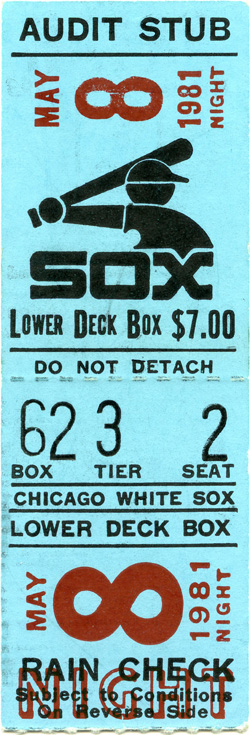 AUDIT STUB
MAY 8 1981 NIGHT
SOX
LOWER DECK BOX $7.00
DO NOT DETACH
62 3 2
BOX TIER SEAT
CHICAGO WHITE SOX
LOWER DECK BOX
MAY 8 1981 NIGHT
NIGHT
RAIN CHECK
Subject to Conditions
On Reverse Side